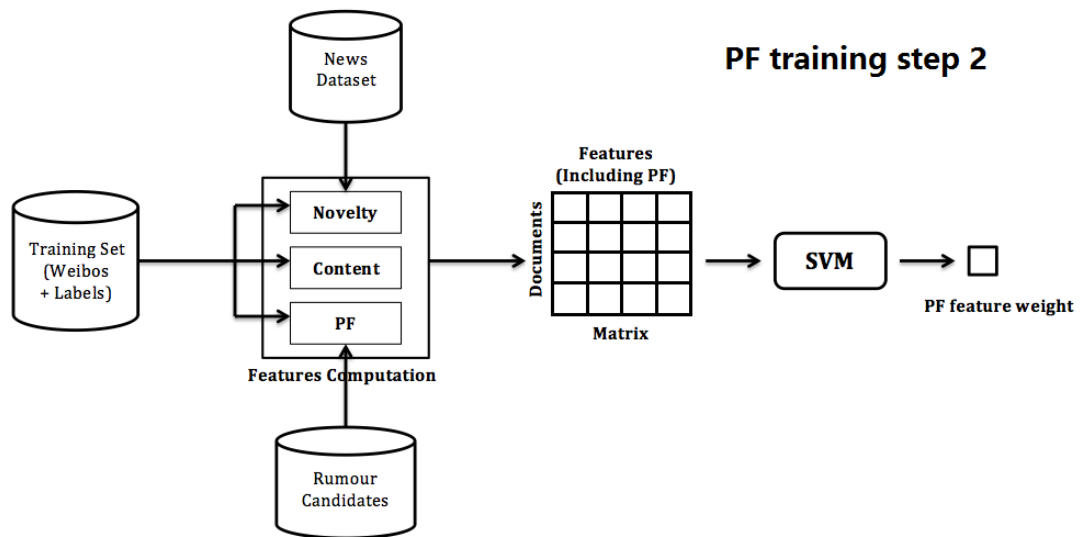 PF training step 2
News
Dataset
Training Set
(Weibos
+ Labels)
Novelty
Content
PF
Features Computation
Rumour
Candidates
Features
(Including PF)
Documents
Matrix
SVM
PF feature weight